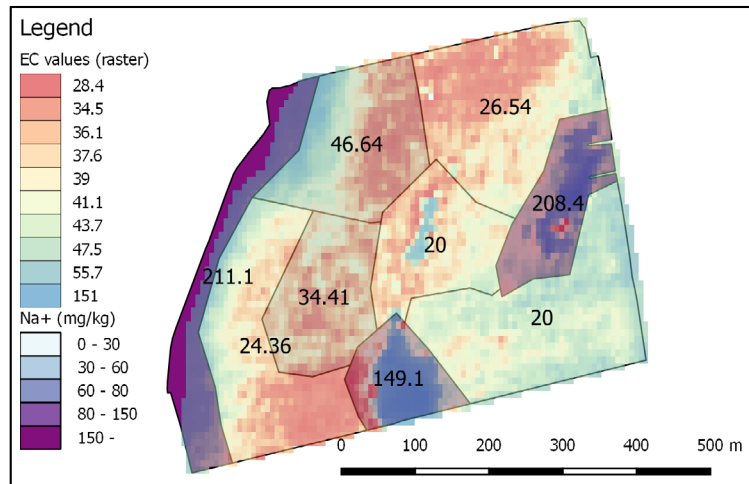 Legend
EC values (raster)
28.4
34.5
36.1
37.6
39
41.1
43.7
47.5
55.7
151
Na+ (mg/kg)
0 - 30
30 - 60
60 - 80
80 - 150
150 -
26.54
46.64
208.4
20
211.1
34.41
20
24.36
149.1
0 100 200 300 400 500 m